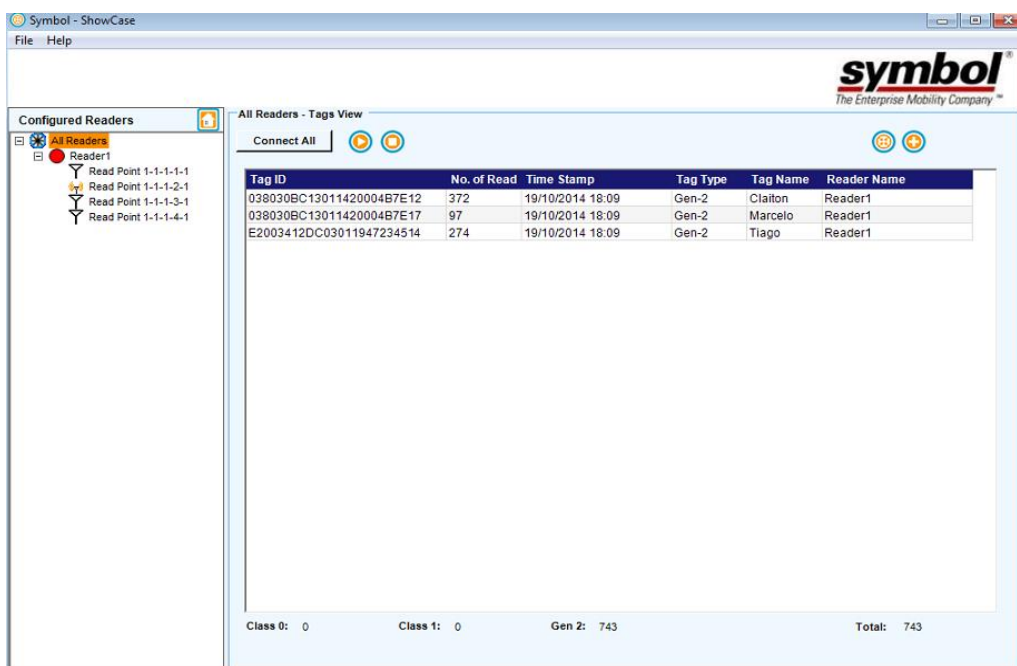 Symbol - ShowCase
File Help
symbol®
The Enterprise Mobility Company™
Configured Readers
All Readers
Reader1
Read Point 1-1-1-1-1
Read Point 1-1-1-2-1
Read Point 1-1-1-3-1
Read Point 1-1-1-4-1
All Readers - Tags View
Connect All
Tag ID No. of Read Time Stamp Tag Type Tag Name Reader Name
038030BC13011420004B7E12 372 19/10/2014 18:09 Gen-2 Claiton Reader1
038030BC13011420004B7E17 97 19/10/2014 18:09 Gen-2 Marcelo Reader1
E2003412DC03011947234514 274 19/10/2014 18:09 Gen-2 Tiago Reader1
Class 0: 0 Class 1: 0 Gen 2: 743 Total: 743